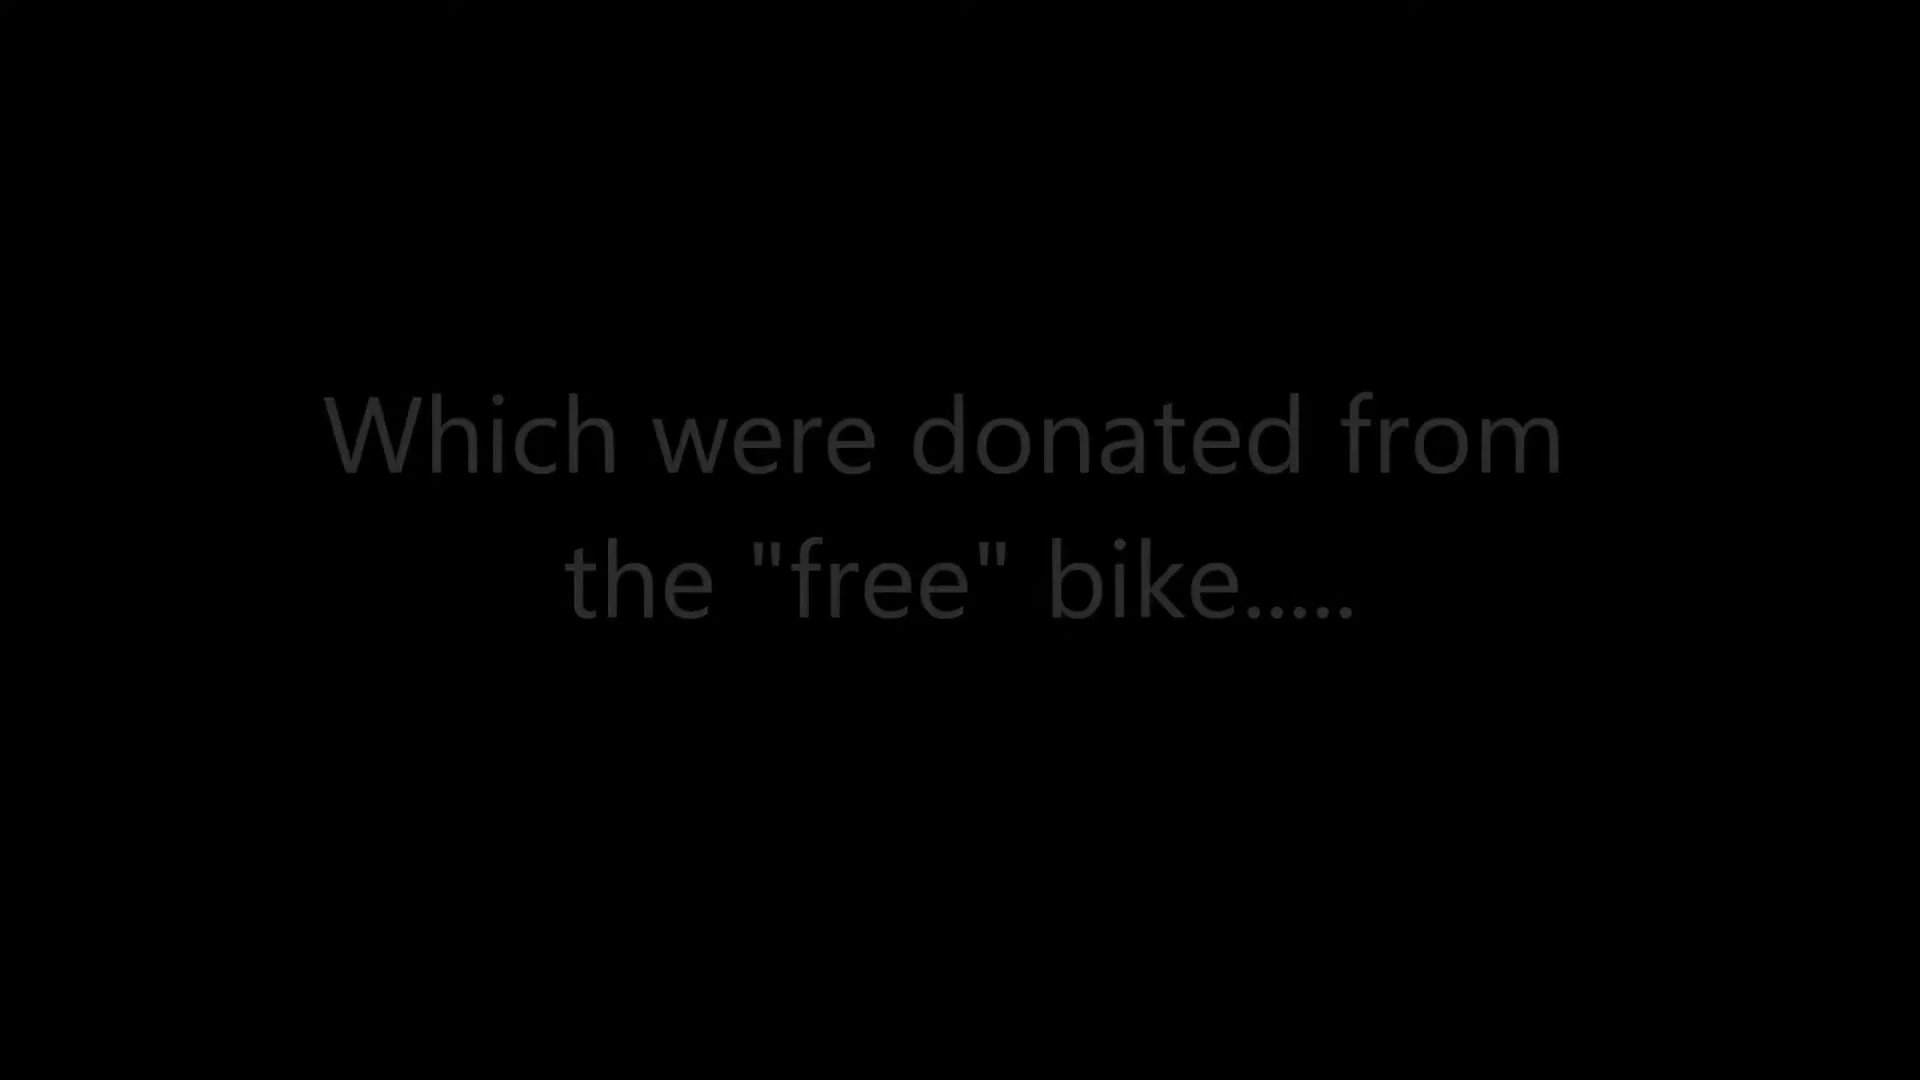 Which were donated from
the "free" bike.....